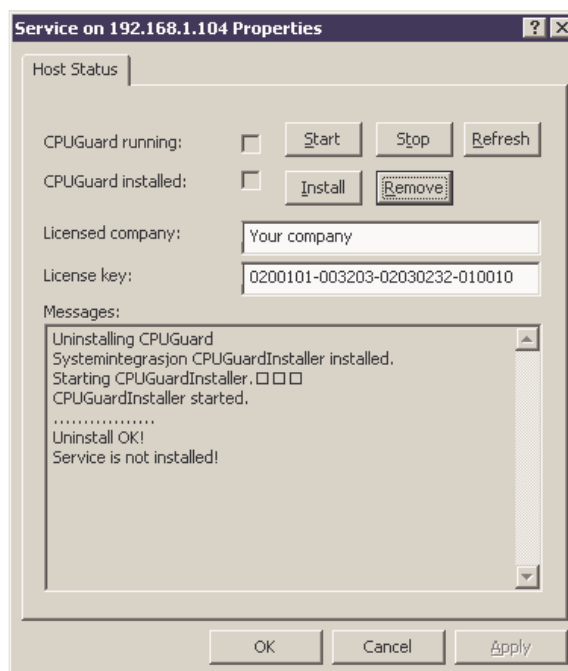 Service on 192.168.1.104 Properties
Host Status
CPUGuard running:
Start
Stop
Refresh
CPUGuard installed:
Install
Remove
Licensed company:
Your company
License key:
0200101-003203-02030232-010010
Messages:
Uninstalling CPUGuard
Systemintegrasjon CPUGuardInstaller installed.
Starting CPUGuardInstaller.□□□
CPUGuardInstaller started.
.................
Uninstall OK!
Service is not installed!
OK
Cancel
Apply